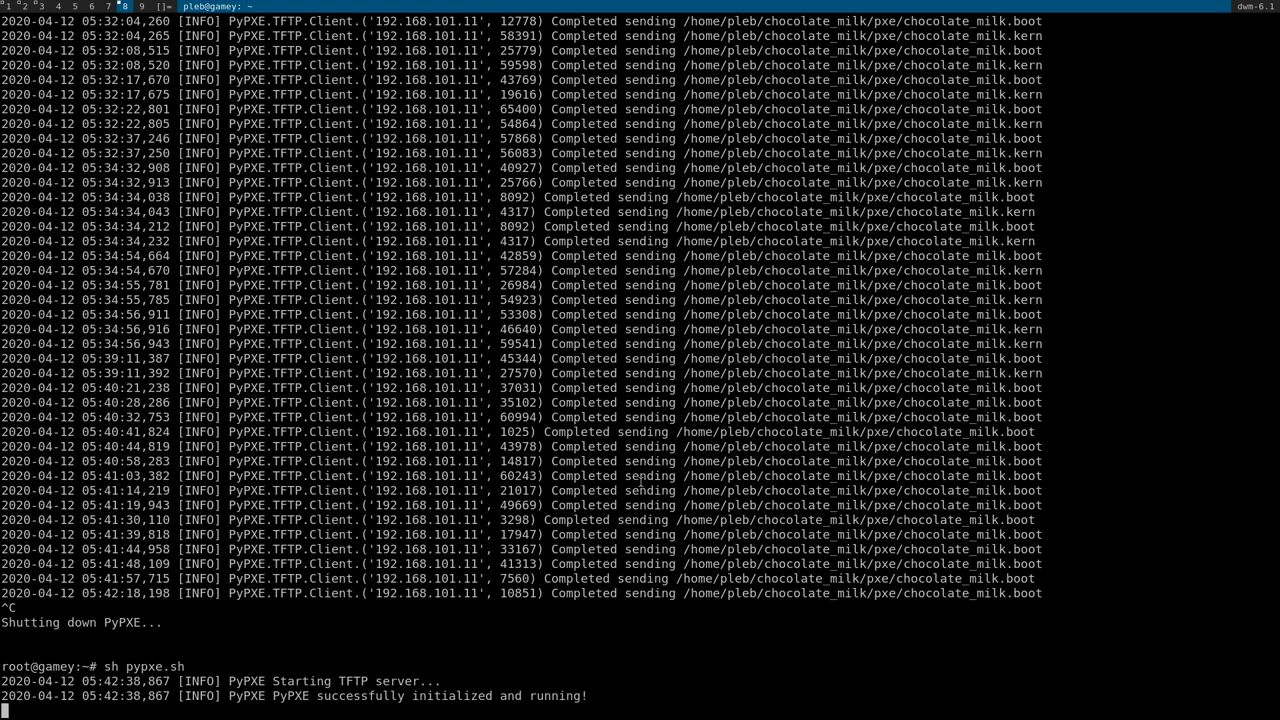 1 2 3 4 5 6 7 8 9 []= pleb@gamey: ~ dwm-6.1
2020-04-12 05:32:04,260 [INFO] PyPXE.TFTP.Client.('192.168.101.11', 12778) Completed sending /home/pleb/chocolate_milk/pxe/chocolate_milk.boot
2020-04-12 05:32:04,265 [INFO] PyPXE.TFTP.Client.('192.168.101.11', 58391) Completed sending /home/pleb/chocolate_milk/pxe/chocolate_milk.kern
2020-04-12 05:32:08,515 [INFO] PyPXE.TFTP.Client.('192.168.101.11', 25779) Completed sending /home/pleb/chocolate_milk/pxe/chocolate_milk.boot
2020-04-12 05:32:08,520 [INFO] PyPXE.TFTP.Client.('192.168.101.11', 59598) Completed sending /home/pleb/chocolate_milk/pxe/chocolate_milk.kern
2020-04-12 05:32:17,670 [INFO] PyPXE.TFTP.Client.('192.168.101.11', 43769) Completed sending /home/pleb/chocolate_milk/pxe/chocolate_milk.boot
2020-04-12 05:32:17,675 [INFO] PyPXE.TFTP.Client.('192.168.101.11', 19616) Completed sending /home/pleb/chocolate_milk/pxe/chocolate_milk.kern
2020-04-12 05:32:22,801 [INFO] PyPXE.TFTP.Client.('192.168.101.11', 65400) Completed sending /home/pleb/chocolate_milk/pxe/chocolate_milk.boot
2020-04-12 05:32:22,805 [INFO] PyPXE.TFTP.Client.('192.168.101.11', 54864) Completed sending /home/pleb/chocolate_milk/pxe/chocolate_milk.kern
2020-04-12 05:32:37,246 [INFO] PyPXE.TFTP.Client.('192.168.101.11', 57868) Completed sending /home/pleb/chocolate_milk/pxe/chocolate_milk.boot
2020-04-12 05:32:37,250 [INFO] PyPXE.TFTP.Client.('192.168.101.11', 56083) Completed sending /home/pleb/chocolate_milk/pxe/chocolate_milk.kern
2020-04-12 05:34:32,908 [INFO] PyPXE.TFTP.Client.('192.168.101.11', 40927) Completed sending /home/pleb/chocolate_milk/pxe/chocolate_milk.boot
2020-04-12 05:34:32,913 [INFO] PyPXE.TFTP.Client.('192.168.101.11', 25766) Completed sending /home/pleb/chocolate_milk/pxe/chocolate_milk.kern
2020-04-12 05:34:34,038 [INFO] PyPXE.TFTP.Client.('192.168.101.11', 8092) Completed sending /home/pleb/chocolate_milk/pxe/chocolate_milk.boot
2020-04-12 05:34:34,043 [INFO] PyPXE.TFTP.Client.('192.168.101.11', 4317) Completed sending /home/pleb/chocolate_milk/pxe/chocolate_milk.kern
2020-04-12 05:34:34,212 [INFO] PyPXE.TFTP.Client.('192.168.101.11', 8092) Completed sending /home/pleb/chocolate_milk/pxe/chocolate_milk.boot
2020-04-12 05:34:34,232 [INFO] PyPXE.TFTP.Client.('192.168.101.11', 4317) Completed sending /home/pleb/chocolate_milk/pxe/chocolate_milk.kern
2020-04-12 05:34:54,664 [INFO] PyPXE.TFTP.Client.('192.168.101.11', 42859) Completed sending /home/pleb/chocolate_milk/pxe/chocolate_milk.boot
2020-04-12 05:34:54,670 [INFO] PyPXE.TFTP.Client.('192.168.101.11', 57284) Completed sending /home/pleb/chocolate_milk/pxe/chocolate_milk.kern
2020-04-12 05:34:55,781 [INFO] PyPXE.TFTP.Client.('192.168.101.11', 26984) Completed sending /home/pleb/chocolate_milk/pxe/chocolate_milk.boot
2020-04-12 05:34:55,785 [INFO] PyPXE.TFTP.Client.('192.168.101.11', 54923) Completed sending /home/pleb/chocolate_milk/pxe/chocolate_milk.kern
2020-04-12 05:34:56,911 [INFO] PyPXE.TFTP.Client.('192.168.101.11', 53308) Completed sending /home/pleb/chocolate_milk/pxe/chocolate_milk.boot
2020-04-12 05:34:56,916 [INFO] PyPXE.TFTP.Client.('192.168.101.11', 46640) Completed sending /home/pleb/chocolate_milk/pxe/chocolate_milk.kern
2020-04-12 05:34:56,943 [INFO] PyPXE.TFTP.Client.('192.168.101.11', 59541) Completed sending /home/pleb/chocolate_milk/pxe/chocolate_milk.kern
2020-04-12 05:39:11,387 [INFO] PyPXE.TFTP.Client.('192.168.101.11', 45344) Completed sending /home/pleb/chocolate_milk/pxe/chocolate_milk.boot
2020-04-12 05:39:11,392 [INFO] PyPXE.TFTP.Client.('192.168.101.11', 27570) Completed sending /home/pleb/chocolate_milk/pxe/chocolate_milk.kern
2020-04-12 05:40:21,238 [INFO] PyPXE.TFTP.Client.('192.168.101.11', 37031) Completed sending /home/pleb/chocolate_milk/pxe/chocolate_milk.boot
2020-04-12 05:40:28,286 [INFO] PyPXE.TFTP.Client.('192.168.101.11', 35102) Completed sending /home/pleb/chocolate_milk/pxe/chocolate_milk.boot
2020-04-12 05:40:32,753 [INFO] PyPXE.TFTP.Client.('192.168.101.11', 60994) Completed sending /home/pleb/chocolate_milk/pxe/chocolate_milk.boot
2020-04-12 05:40:41,824 [INFO] PyPXE.TFTP.Client.('192.168.101.11', 1025) Completed sending /home/pleb/chocolate_milk/pxe/chocolate_milk.boot
2020-04-12 05:40:44,819 [INFO] PyPXE.TFTP.Client.('192.168.101.11', 43978) Completed sending /home/pleb/chocolate_milk/pxe/chocolate_milk.boot
2020-04-12 05:40:58,283 [INFO] PyPXE.TFTP.Client.('192.168.101.11', 14817) Completed sending /home/pleb/chocolate_milk/pxe/chocolate_milk.boot
2020-04-12 05:41:03,382 [INFO] PyPXE.TFTP.Client.('192.168.101.11', 60243) Completed sending /home/pleb/chocolate_milk/pxe/chocolate_milk.boot
2020-04-12 05:41:14,219 [INFO] PyPXE.TFTP.Client.('192.168.101.11', 21017) Completed sending /home/pleb/chocolate_milk/pxe/chocolate_milk.boot
2020-04-12 05:41:19,943 [INFO] PyPXE.TFTP.Client.('192.168.101.11', 49669) Completed sending /home/pleb/chocolate_milk/pxe/chocolate_milk.boot
2020-04-12 05:41:30,110 [INFO] PyPXE.TFTP.Client.('192.168.101.11', 3298) Completed sending /home/pleb/chocolate_milk/pxe/chocolate_milk.boot
2020-04-12 05:41:39,818 [INFO] PyPXE.TFTP.Client.('192.168.101.11', 17947) Completed sending /home/pleb/chocolate_milk/pxe/chocolate_milk.boot
2020-04-12 05:41:44,958 [INFO] PyPXE.TFTP.Client.('192.168.101.11', 33167) Completed sending /home/pleb/chocolate_milk/pxe/chocolate_milk.boot
2020-04-12 05:41:48,109 [INFO] PyPXE.TFTP.Client.('192.168.101.11', 41313) Completed sending /home/pleb/chocolate_milk/pxe/chocolate_milk.boot
2020-04-12 05:41:57,715 [INFO] PyPXE.TFTP.Client.('192.168.101.11', 7560) Completed sending /home/pleb/chocolate_milk/pxe/chocolate_milk.boot
2020-04-12 05:42:18,198 [INFO] PyPXE.TFTP.Client.('192.168.101.11', 10851) Completed sending /home/pleb/chocolate_milk/pxe/chocolate_milk.boot
^C
Shutting down PyPXE...
root@gamey:~# sh pypxe.sh
2020-04-12 05:42:38,867 [INFO] PyPXE Starting TFTP server...
2020-04-12 05:42:38,867 [INFO] PyPXE PyPXE successfully initialized and running!